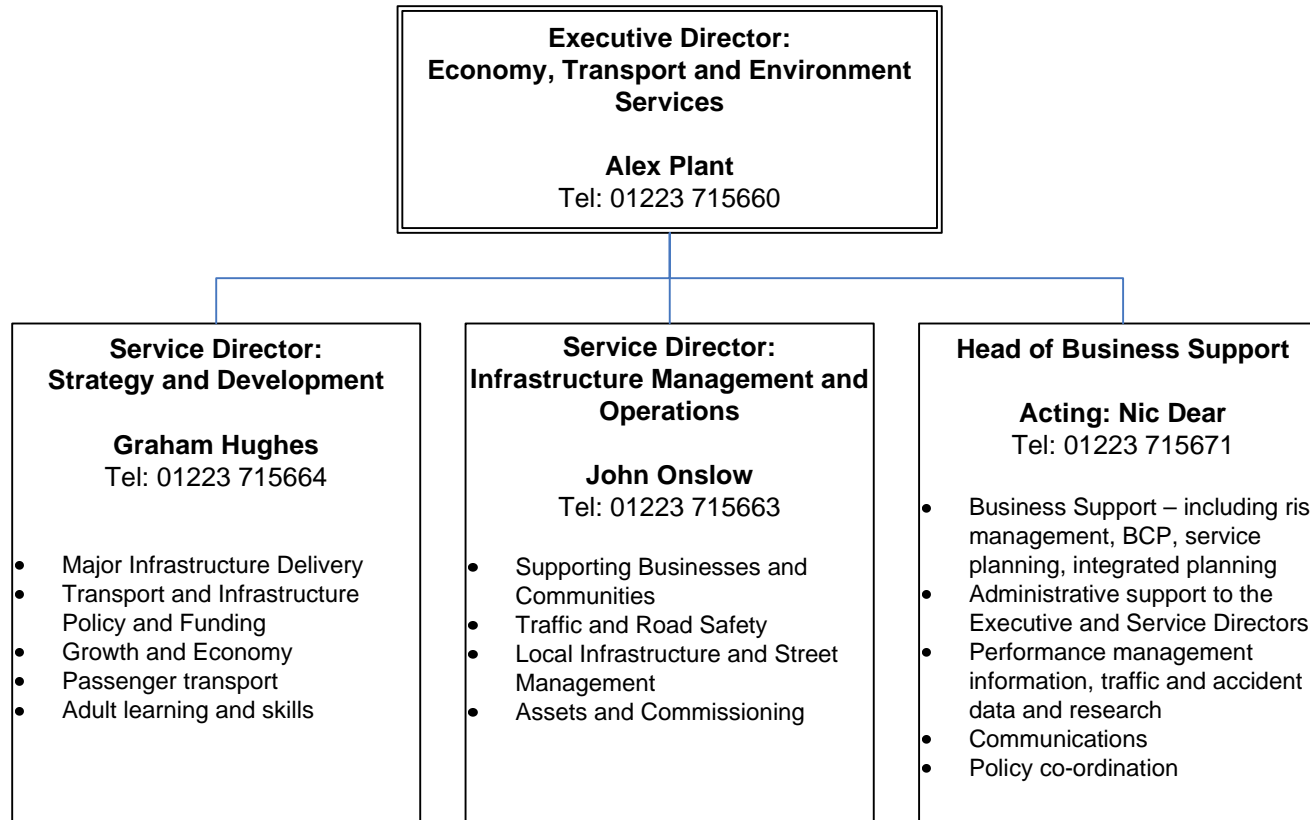 Executive Director:
Economy, Transport and Environment
Services
Alex Plant
Tel: 01223 715660
Service Director:
Strategy and Development
Graham Hughes
Tel: 01223 715664
• Major Infrastructure Delivery
• Transport and Infrastructure
Policy and Funding
• Growth and Economy
• Passenger transport
• Adult learning and skills
Service Director:
Infrastructure Management and
Operations
John Onslow
Tel: 01223 715663
• Supporting Businesses and
Communities
• Traffic and Road Safety
• Local Infrastructure and Street
Management
• Assets and Commissioning
Head of Business Support
Acting: Nic Dear
Tel: 01223 715671
• Business Support – including ris
management, BCP, service
planning, integrated planning
• Administrative support to the
Executive and Service Directors
• Performance management
information, traffic and accident
data and research
• Communications
• Policy co-ordination